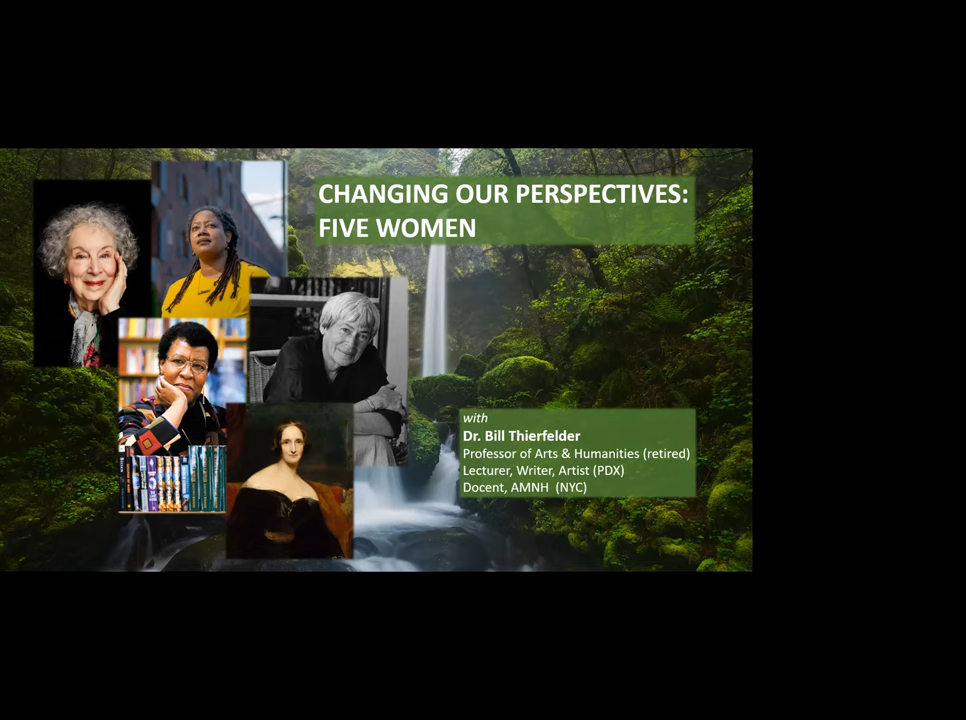 CHANGING OUR PERSPECTIVES:
FIVE WOMEN
with
Dr. Bill Thierfelder
Professor of Arts & Humanities (retired)
Lecturer, Writer, Artist (PDX)
Docent, AMNH (NYC)